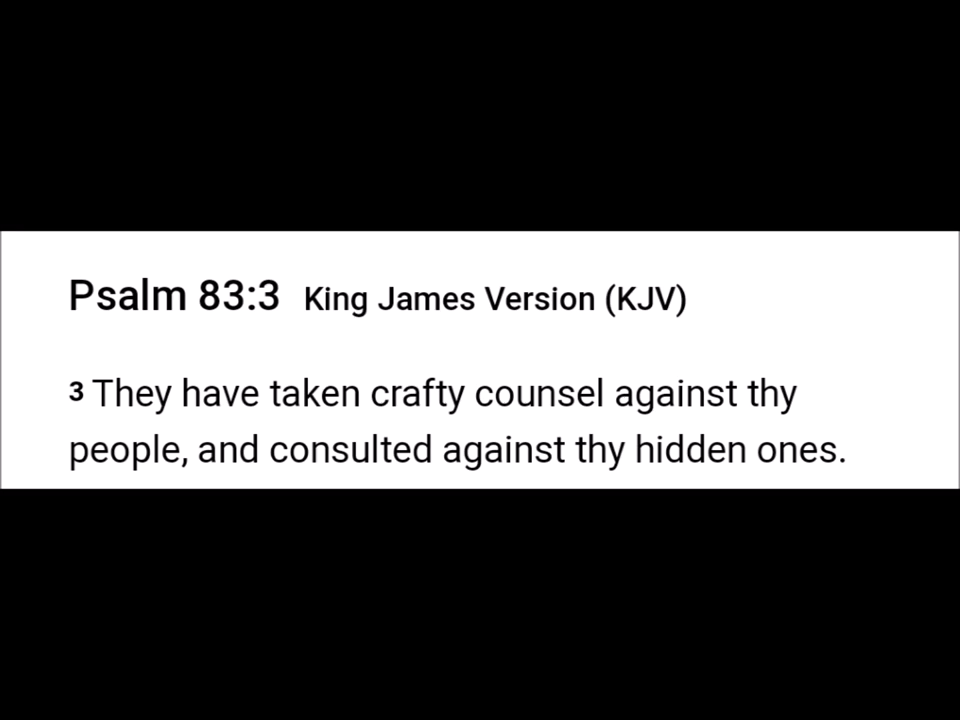 Psalm 83:3 King James Version (KJV)
3 They have taken crafty counsel against thy
people, and consulted against thy hidden ones.